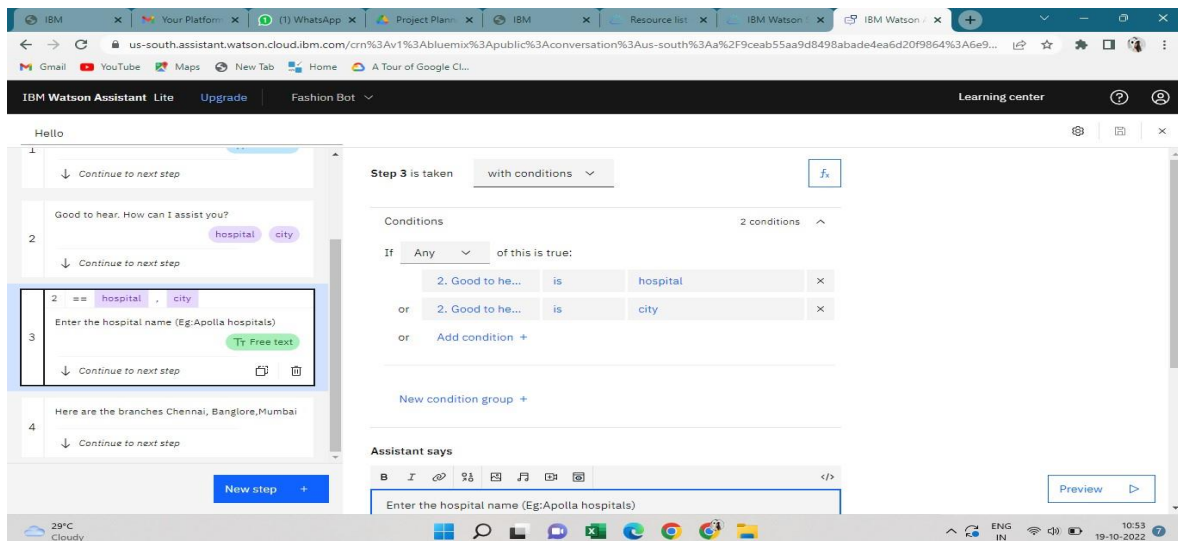 IBM
Your Platform
(1) WhatsApp
Project Plann
IBM
Resource list
IBM Watson
IBM Watson A
us-south.assistant.watson.cloud.ibm.com/crn%3Av1%3Abluemix%3Apublic%3Aconversation%3Aus-south%3Aa%2F9ceab55aa9d8498abade4ea6d20f9864%3A6e9...
Gmail YouTube Maps New Tab Home A Tour of Google Cl...
IBM Watson Assistant Lite Upgrade Fashion Bot Learning center
Hello
1
Continue to next step
2
Good to hear. How can I assist you?
hospital city
Continue to next step
3
2 == hospital , city
Enter the hospital name (Eg:Apolla hospitals)
Free text
Continue to next step
4
Here are the branches Chennai, Banglore,Mumbai
Continue to next step
New step +
Step 3 is taken with conditions
fx
Conditions 2 conditions
If Any of this is true:
2. Good to he... is hospital
or 2. Good to he... is city
or Add condition +
New condition group +
Assistant says
B I </>
Enter the hospital name (Eg:Apolla hospitals)
Preview
29°C
Cloudy
ENG
IN
10:53
19-10-2022
7